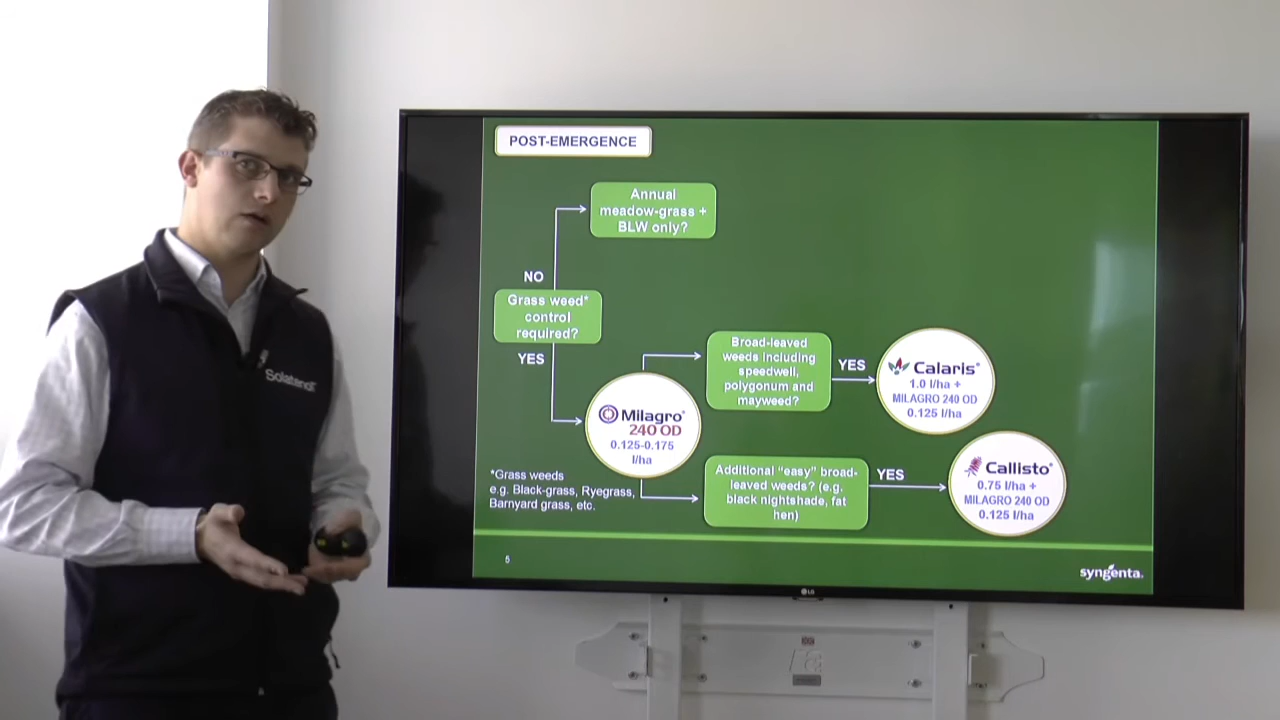 POST-EMERGENCE
Annual
meadow-grass +
BLW only?
NO
Grass weed*
control
required?
YES
Broad-leaved
weeds including
speedwell,
polygonum and
mayweed?
YES
Calaris®
1.0 l/ha +
MILAGRO 240 OD
0.125 l/ha
Milagro®
240 OD
0.125-0.175
l/ha
Additional “easy” broad-
leaved weeds? (e.g.
black nightshade, fat
hen)
YES
Callisto®
0.75 l/ha +
MILAGRO 240 OD
0.125 l/ha
*Grass weeds
e.g. Black-grass, Ryegrass,
Barnyard grass, etc.
5
syngenta.
LG